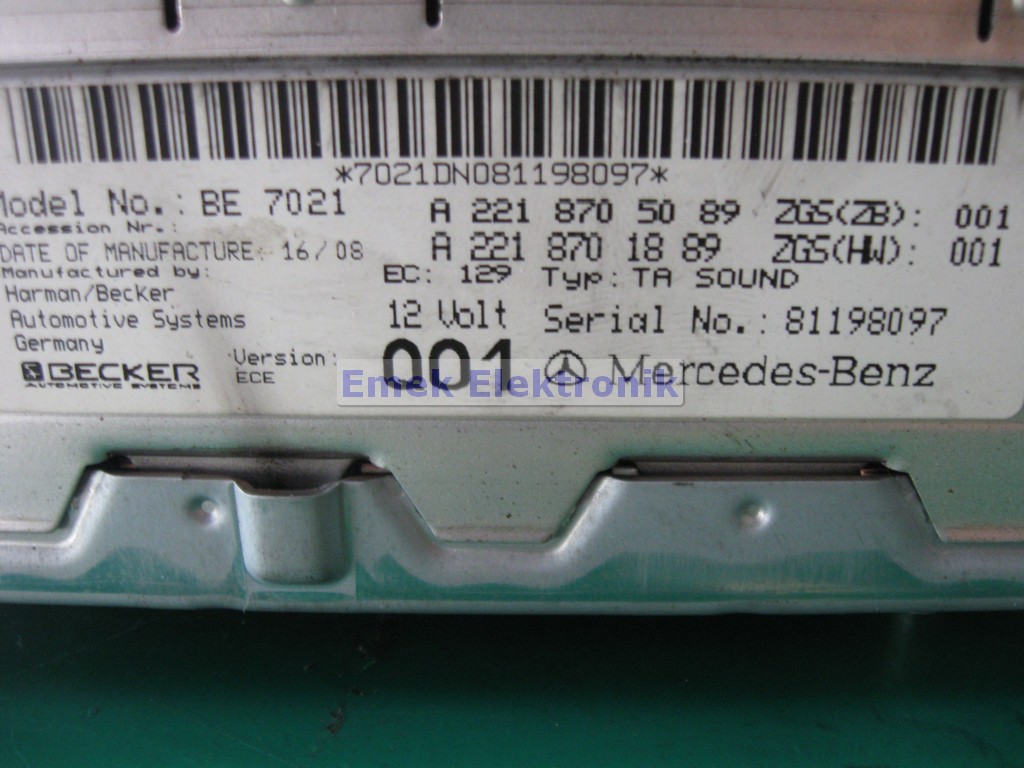 *7021DN081198097*
Model No.: BE 7021
A 221 870 50 89 ZGS(ZB): 001
Accession Nr.:
A 221 870 18 89 ZGS(HW): 001
DATE OF MANUFACTURE: 16/08
Manufactured by:
EC: 129 Typ: TA SOUND
Harman/Becker
Automotive Systems
12 Volt Serial No.: 81198097
Germany
BECKER
AUTOMOTIVE SYSTEMS
Version:
ECE
001 Mercedes-Benz
Emek Elektronik